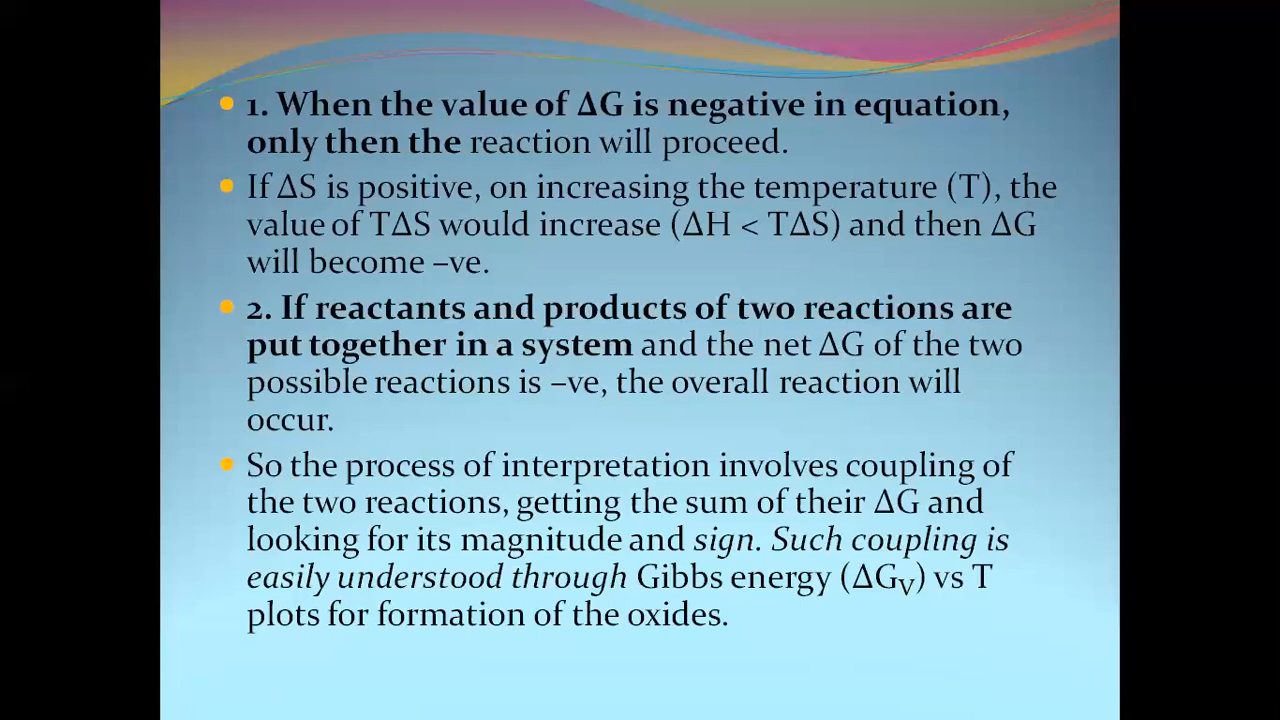 1. When the value of ΔG is negative in equation,
only then the reaction will proceed.
If ΔS is positive, on increasing the temperature (T), the
value of TΔS would increase (ΔH < TΔS) and then ΔG
will become –ve.
2. If reactants and products of two reactions are
put together in a system and the net ΔG of the two
possible reactions is –ve, the overall reaction will
occur.
So the process of interpretation involves coupling of
the two reactions, getting the sum of their ΔG and
looking for its magnitude and sign. Such coupling is
easily understood through Gibbs energy (ΔGV) vs T
plots for formation of the oxides.